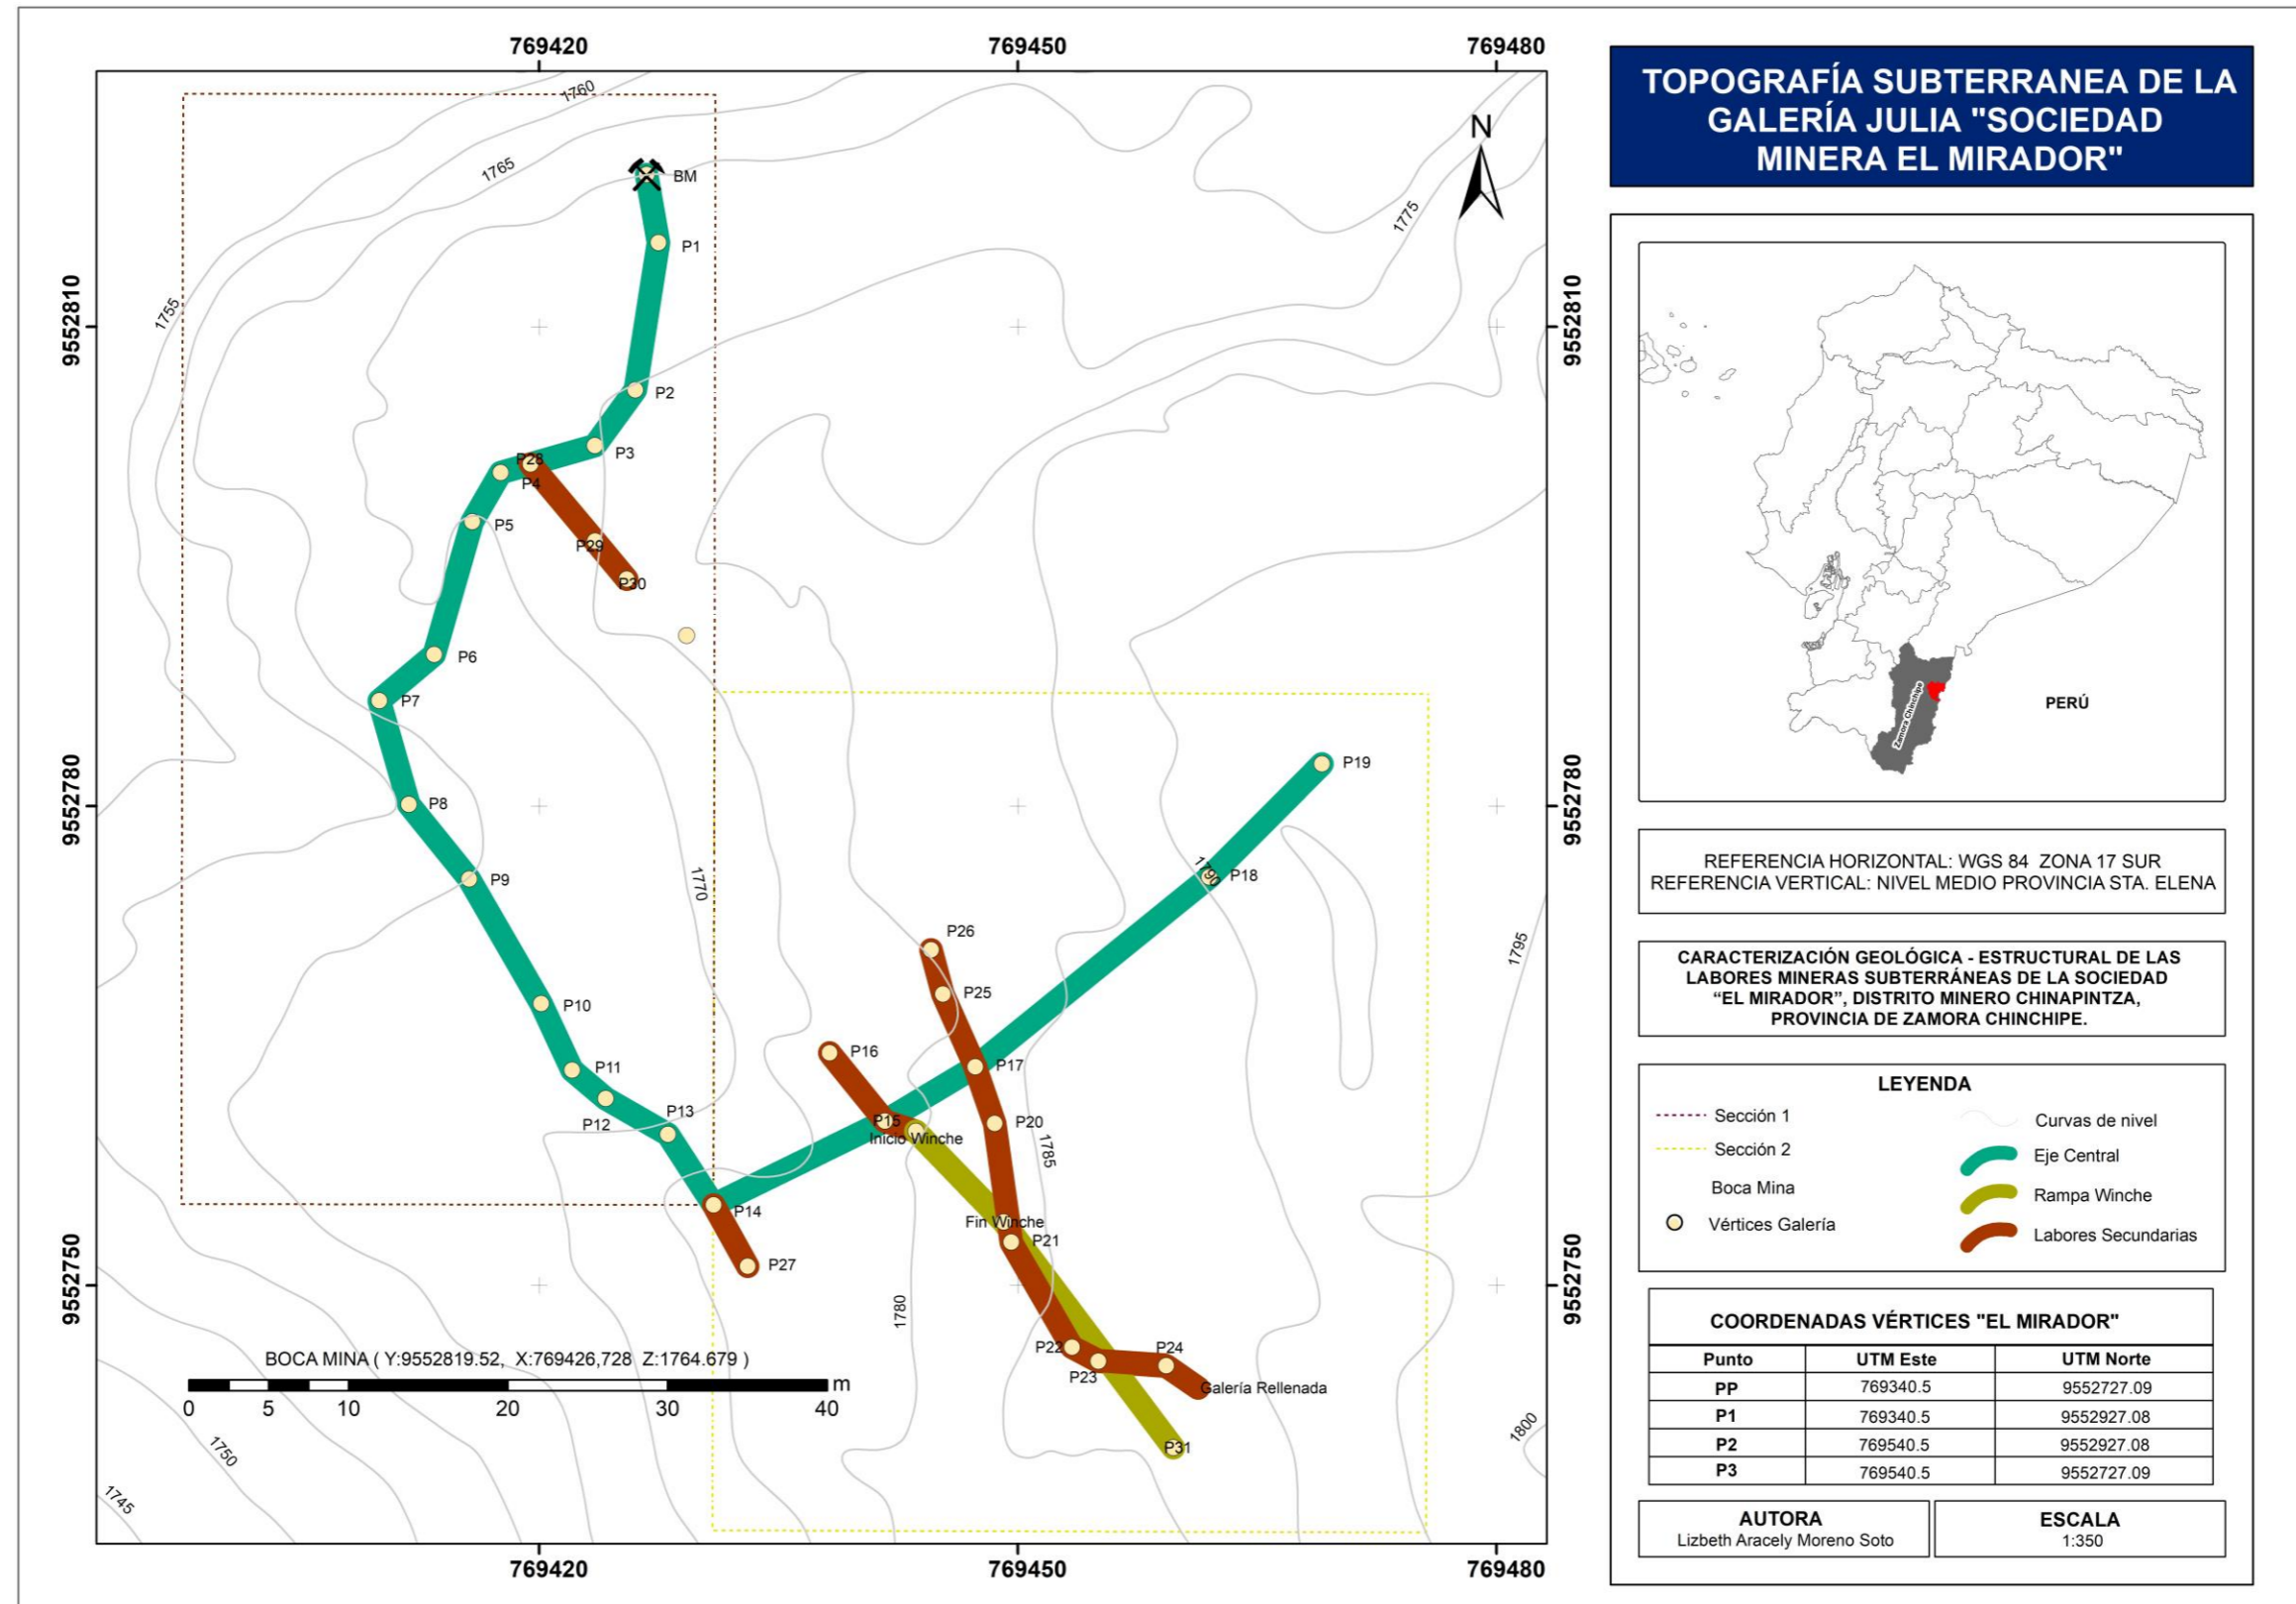 769420
769450
769480
9552810
9552780
9552750
9552810
9552780
9552750
769420
769450
769480
N
1760
1765
1755
1775
1770
1790
1795
1785
1780
1800
1750
1745
BM
P1
P2
P3
P28
P4
P5
P29
P30
P6
P7
P8
P9
P10
P11
P12
P13
P14
P27
P19
P18
P26
P25
P16
P17
P15
Inicio Winche
P20
Fin Winche
P21
P22
P23
P24
Galería Rellenada
P31
BOCA MINA ( Y:9552819.52, X:769426,728 Z:1764.679 )
m
0 5 10 20 30 40
TOPOGRAFÍA SUBTERRANEA DE LA
GALERÍA JULIA "SOCIEDAD
MINERA EL MIRADOR"
Zamora Chinchipe
PERÚ
REFERENCIA HORIZONTAL: WGS 84 ZONA 17 SUR
REFERENCIA VERTICAL: NIVEL MEDIO PROVINCIA STA. ELENA
CARACTERIZACIÓN GEOLÓGICA - ESTRUCTURAL DE LAS
LABORES MINERAS SUBTERRÁNEAS DE LA SOCIEDAD
“EL MIRADOR”, DISTRITO MINERO CHINAPINTZA,
PROVINCIA DE ZAMORA CHINCHIPE.
LEYENDA
Sección 1
Sección 2
Boca Mina
Vértices Galería
Curvas de nivel
Eje Central
Rampa Winche
Labores Secundarias
COORDENADAS VÉRTICES "EL MIRADOR"
Punto UTM Este UTM Norte
PP 769340.5 9552727.09
P1 769340.5 9552927.08
P2 769540.5 9552927.08
P3 769540.5 9552727.09
AUTORA
Lizbeth Aracely Moreno Soto
ESCALA
1:350